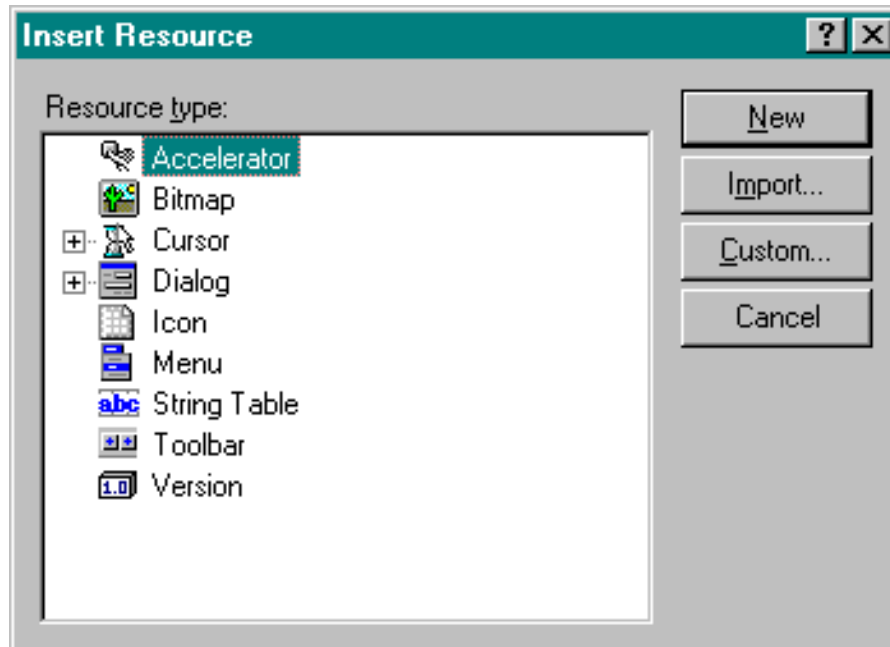 Insert Resource
Resource type:
Accelerator
Bitmap
Cursor
Dialog
Icon
Menu
abc String Table
Toolbar
1.0 Version
New
Import...
Custom...
Cancel